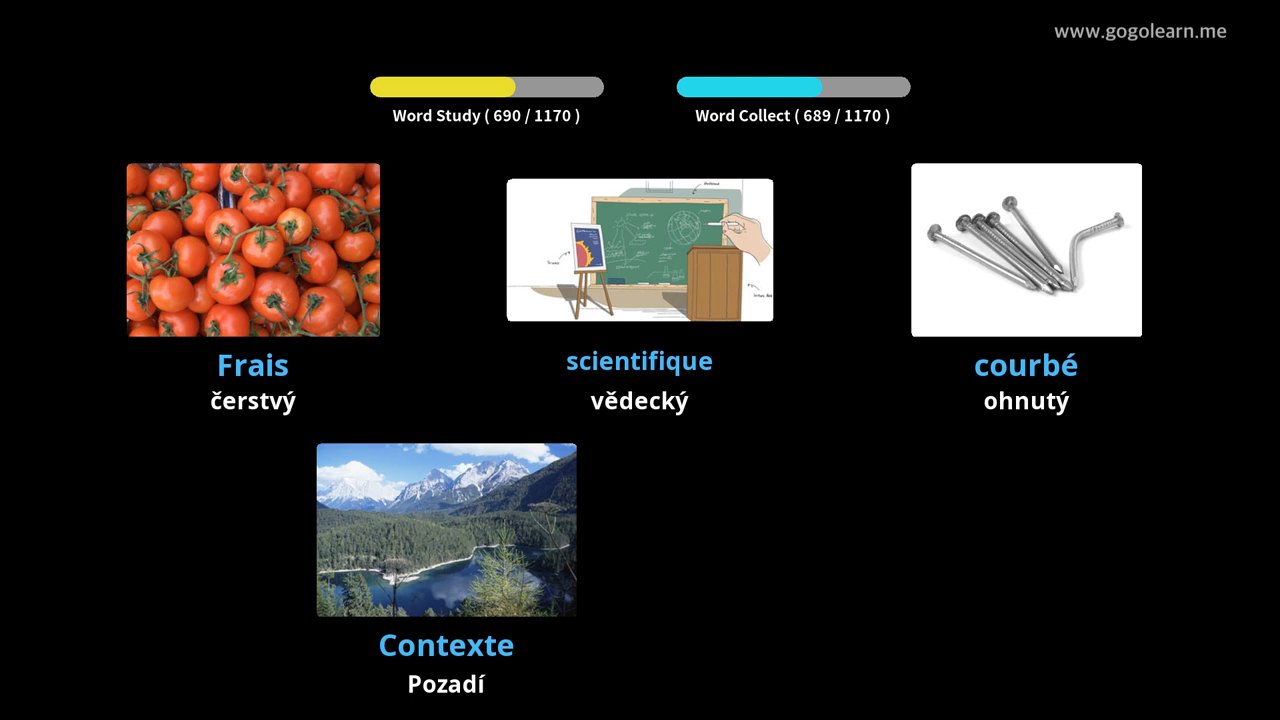 www.gogolearn.me
Word Study ( 690 / 1170 )
Word Collect ( 689 / 1170 )
Frais
scientifique
courbé
čerstvý
vědecký
ohnutý
Contexte
Pozadí